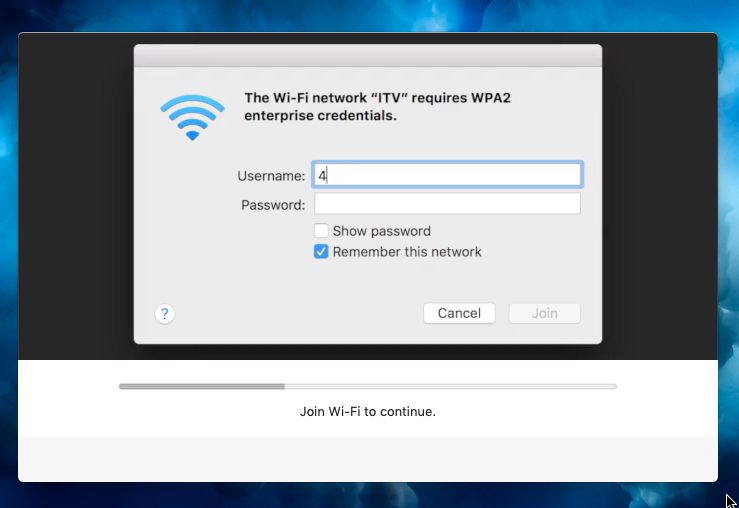 The Wi-Fi network “ITV” requires WPA2
enterprise credentials.
Username: 4
Password:
Show password
Remember this network
? Cancel Join
Join Wi-Fi to continue.